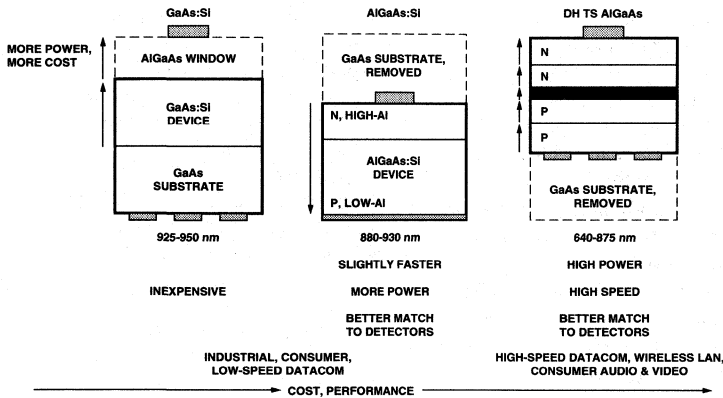 GaAs:Si
MORE POWER,
MORE COST
AlGaAs WINDOW
GaAs:Si
DEVICE
GaAs
SUBSTRATE
925-950 nm
INEXPENSIVE
AlGaAs:Si
GaAs SUBSTRATE,
REMOVED
N, HIGH-Al
AlGaAs:Si
DEVICE
P, LOW-Al
880-930 nm
SLIGHTLY FASTER
MORE POWER
BETTER MATCH
TO DETECTORS
DH TS AlGaAs
N
N
P
P
GaAs SUBSTRATE,
REMOVED
640-875 nm
HIGH POWER
HIGH SPEED
BETTER MATCH
TO DETECTORS
INDUSTRIAL, CONSUMER,
LOW-SPEED DATACOM
HIGH-SPEED DATACOM, WIRELESS LAN,
CONSUMER AUDIO & VIDEO
COST, PERFORMANCE